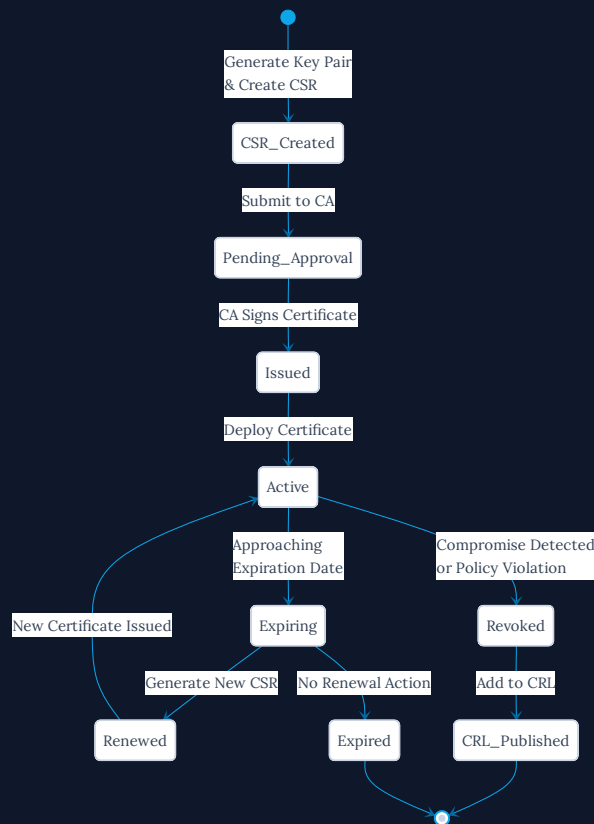 Generate Key Pair
& Create CSR
CSR_Created
Submit to CA
Pending_Approval
CA Signs Certificate
Issued
Deploy Certificate
Active
Approaching
Expiration Date
Compromise Detected
or Policy Violation
New Certificate Issued
Expiring
Revoked
Generate New CSR
No Renewal Action
Add to CRL
Renewed
Expired
CRL_Published